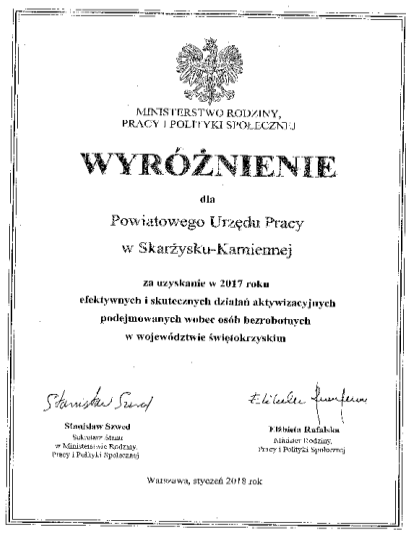 MINISTERSTWO RODZINY,
PRACY I POLITYKI SPOŁECZNEJ
WYRÓŻNIENIE
dla
Powiatowego Urzędu Pracy
w Skarżysku-Kamiennej
za uzyskanie w 2017 roku
efektywnych i skutecznych działań aktywizacyjnych
podejmowanych wobec osób bezrobotnych
w województwie świętokrzyskim
Stanisław Szwed
Stanisław Szwed
Sekretarz Stanu
w Ministerstwie Rodziny,
Pracy i Polityki Społecznej
Elżbieta Rafalska
Minister Rodziny,
Pracy i Polityki Społecznej
Warszawa, styczeń 2018 rok